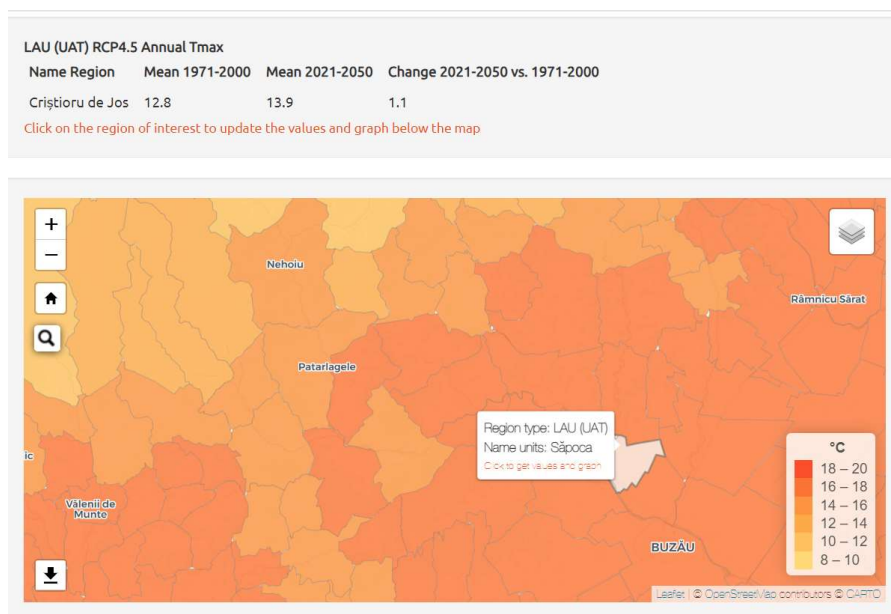 LAU (UAT) RCP4.5 Annual Tmax
Name Region Mean 1971-2000 Mean 2021-2050 Change 2021-2050 vs. 1971-2000
Criștioru de Jos 12.8 13.9 1.1
Click on the region of interest to update the values and graph below the map
+
−
Nehoiu
Râmnicu Sărat
Patarlagele
Region type: LAU (UAT)
Name units: Săpoca
Click to get values and graph
°C
18 – 20
16 – 18
14 – 16
12 – 14
10 – 12
8 – 10
ic
Vălenii de
Munte
BUZĂU
Leaflet | © OpenStreetMap contributors © CARTO